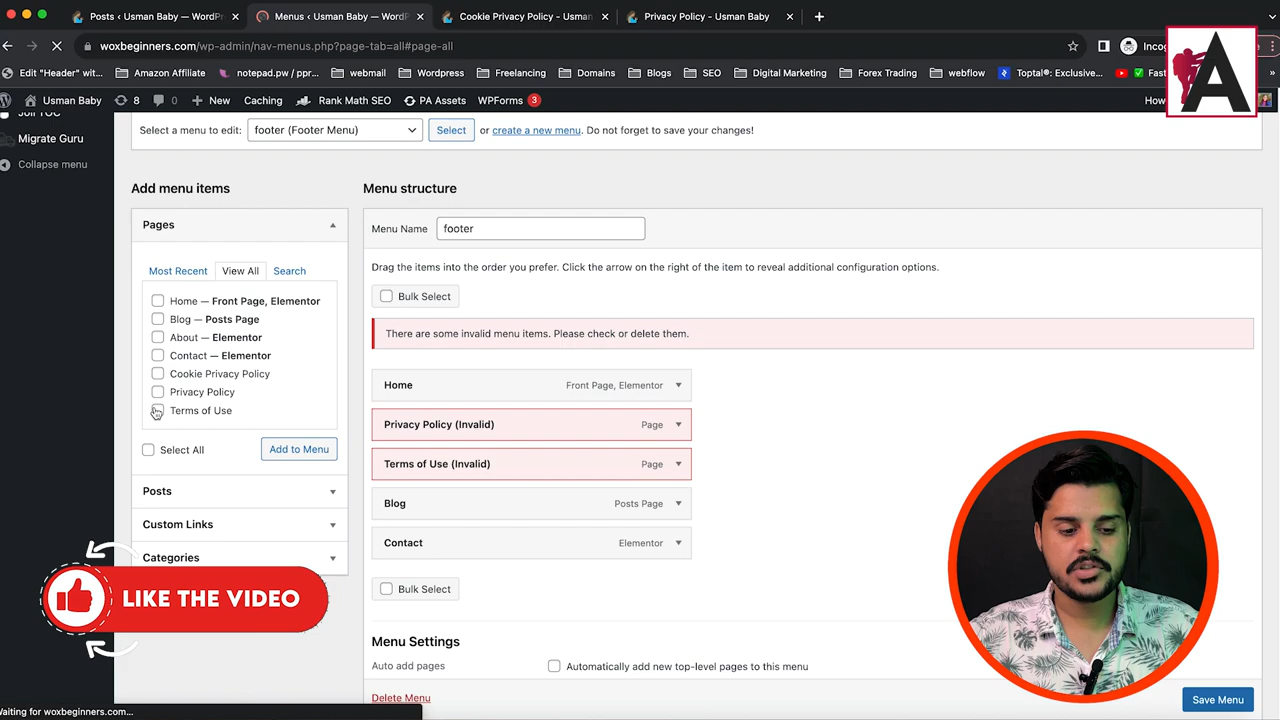 Posts ‹ Usman Baby — WordPr
Menus ‹ Usman Baby — WordPre
Cookie Privacy Policy - Usman
Privacy Policy - Usman Baby
woxbeginners.com/wp-admin/nav-menus.php?page-tab=all#page-all
Incog
Edit "Header" wit...
Amazon Affiliate
notepad.pw / ppr...
webmail
Wordpress
Freelancing
Domains
Blogs
SEO
Digital Marketing
Forex Trading
webflow
Toptal®: Exclusive...
Fast
»
A
Usman Baby
8
0
New
Caching
Rank Math SEO
PA Assets
WPForms
3
How
Joli TOC
Migrate Guru
Collapse menu
Select a menu to edit:
footer (Footer Menu)
Select
or create a new menu. Do not forget to save your changes!
Add menu items
Menu structure
Pages
Menu Name
footer
Most Recent
View All
Search
Drag the items into the order you prefer. Click the arrow on the right of the item to reveal additional configuration options.
Bulk Select
Home — Front Page, Elementor
Blog — Posts Page
About — Elementor
Contact — Elementor
Cookie Privacy Policy
Privacy Policy
Terms of Use
There are some invalid menu items. Please check or delete them.
Home
Front Page, Elementor
Privacy Policy (Invalid)
Page
Select All
Add to Menu
Terms of Use (Invalid)
Page
Posts
Blog
Posts Page
Custom Links
Contact
Elementor
Categories
Bulk Select
LIKE THE VIDEO
Menu Settings
Auto add pages
Automatically add new top-level pages to this menu
Delete Menu
Save Menu
Waiting for woxbeginners.com...